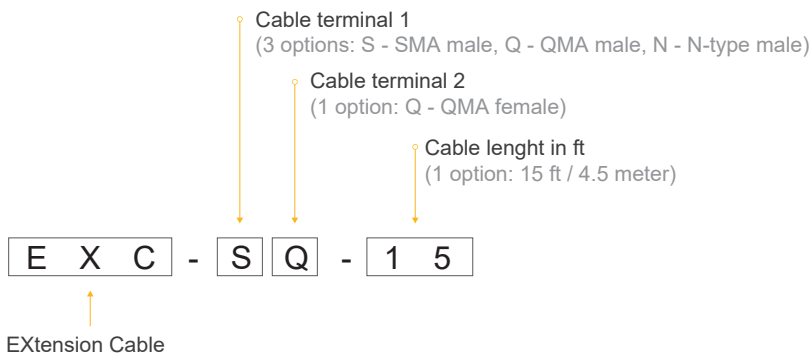 Cable terminal 1
(3 options: S - SMA male, Q - QMA male, N - N-type male)
Cable terminal 2
(1 option: Q - QMA female)
Cable lenght in ft
(1 option: 15 ft / 4.5 meter)
E X C - S Q - 1 5
EXtension Cable